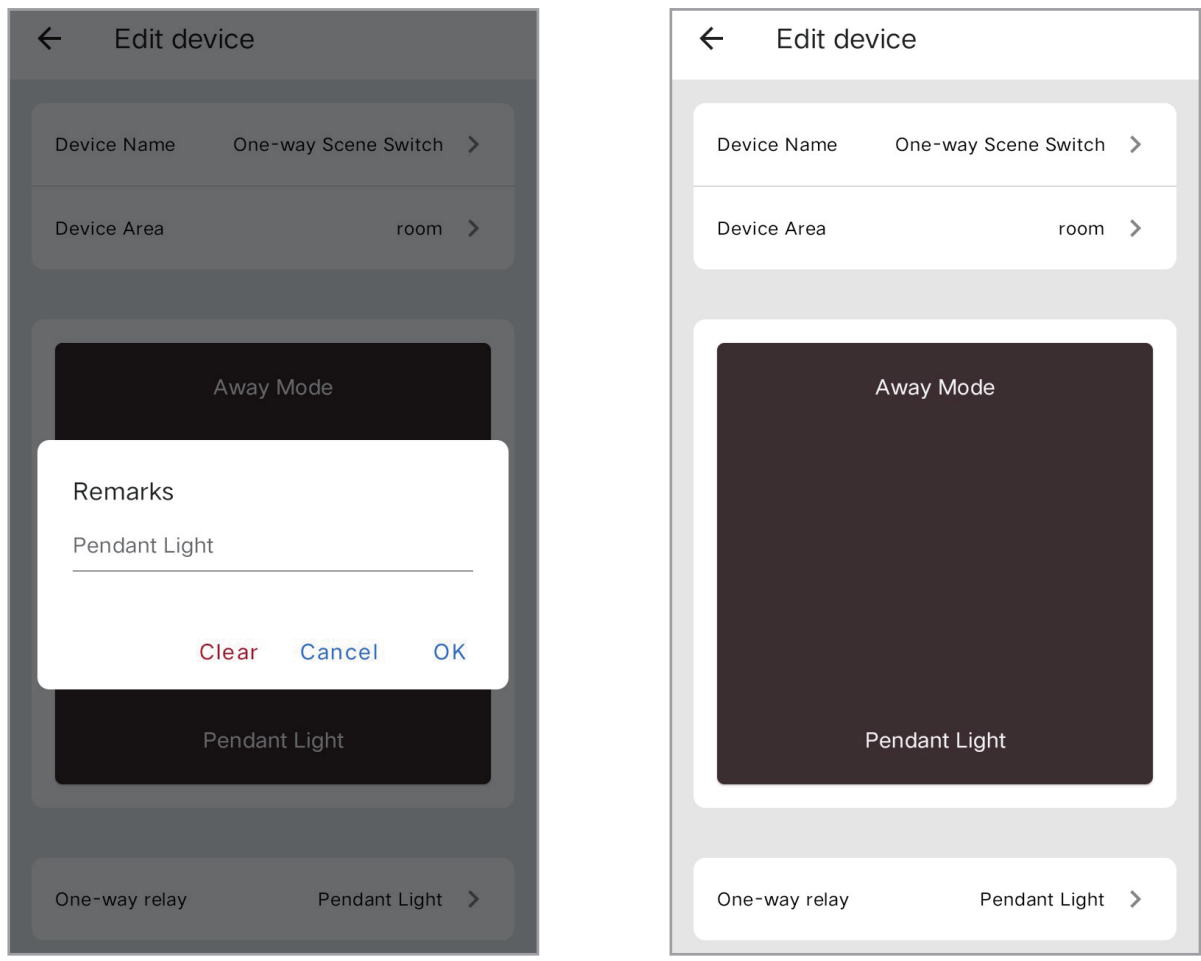 Edit device
Device Name One-way Scene Switch
Device Area room
Away Mode
Remarks
Pendant Light
Clear Cancel OK
Pendant Light
One-way relay Pendant Light
Edit device
Device Name One-way Scene Switch
Device Area room
Away Mode
Pendant Light
One-way relay Pendant Light